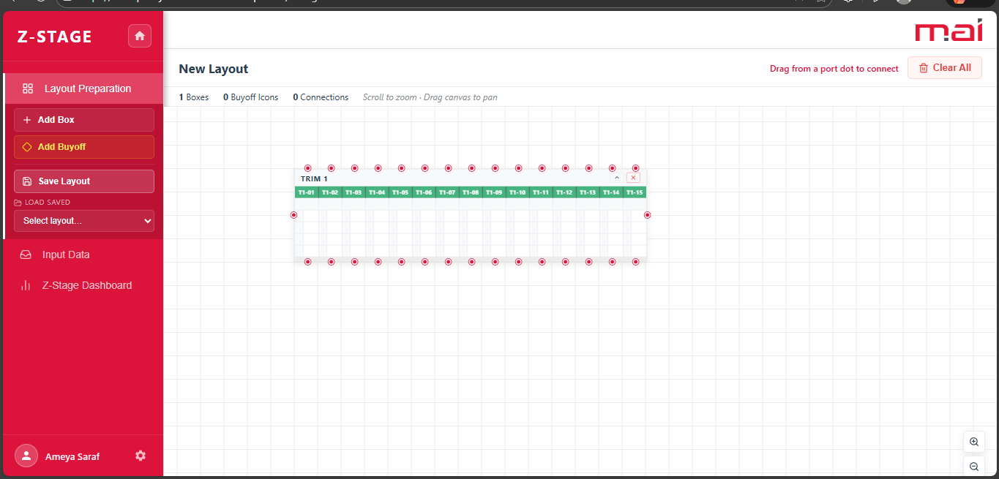 Z-STAGE
mai
Layout Preparation
Add Box
Add Buyoff
Save Layout
LOAD SAVED
Select layout...
Input Data
Z-Stage Dashboard
Ameya Saraf
New Layout
Drag from a port dot to connect
Clear All
1 Boxes 0 Buyoff Icons 0 Connections Scroll to zoom · Drag canvas to pan
TRIM 1
T1-01 T1-02 T1-03 T1-04 T1-05 T1-06 T1-07 T1-08 T1-09 T1-10 T1-11 T1-12 T1-13 T1-14 T1-15